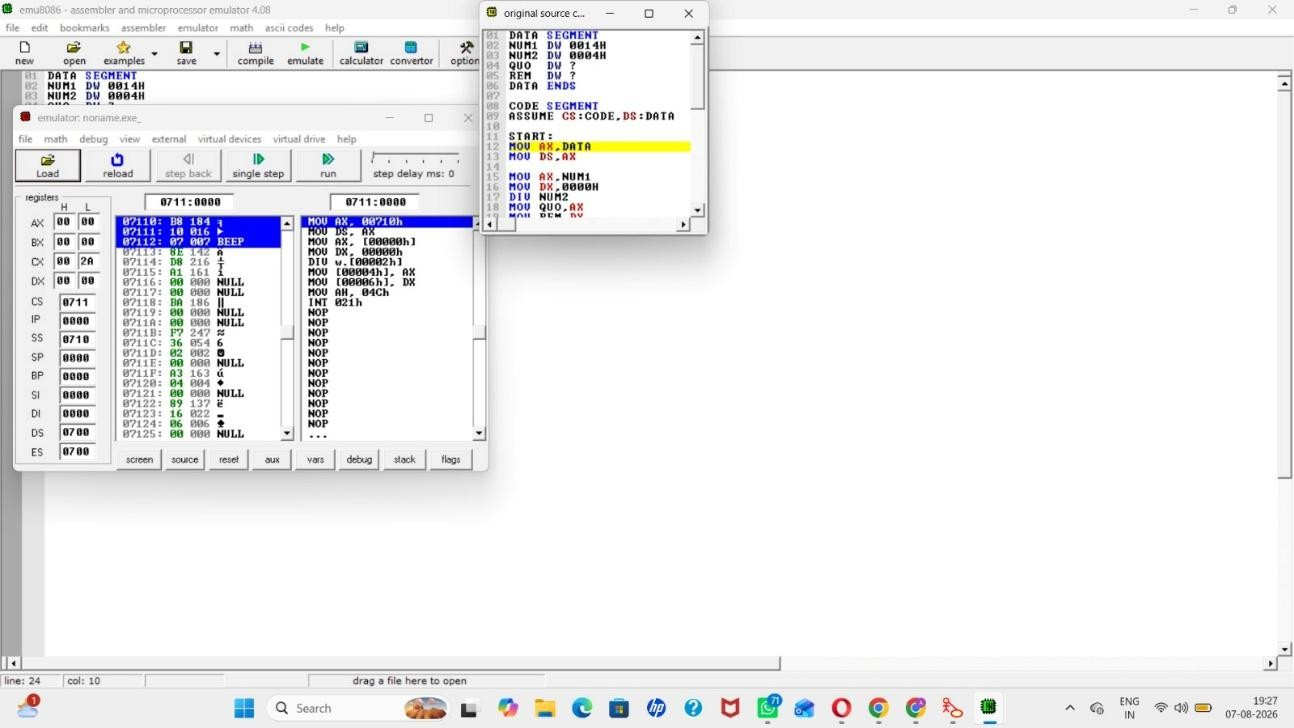 emu8086 - assembler and microprocessor emulator 4.08
file edit bookmarks assembler emulator math ascii codes help
new open examples save compile emulate calculator convertor option
01 DATA SEGMENT
02 NUM1 DW 0014H
03 NUM2 DW 0004H
original source c...
01 DATA SEGMENT
02 NUM1 DW 0014H
03 NUM2 DW 0004H
04 QUO DW ?
05 REM DW ?
06 DATA ENDS
07
08 CODE SEGMENT
09 ASSUME CS:CODE,DS:DATA
10
11 START:
12 MOV AX,DATA
13 MOV DS,AX
14
15 MOV AX,NUM1
16 MOV DX,0000H
17 DIV NUM2
18 MOV QUO,AX
19 MOV REM,DX
emulator: noname.exe_
file math debug view external virtual devices virtual drive help
Load reload step back single step run step delay ms: 0
registers
H L
AX 00 00
BX 00 00
CX 00 2A
DX 00 00
CS 0711
IP 0000
SS 0710
SP 0000
BP 0000
SI 0000
DI 0000
DS 0700
ES 0700
0711:0000
07110: B8 184 ╕
07111: 10 016 ►
07112: 07 007 BEEP
07113: 8E 142 Ä
07114: D8 216 ╪
07115: A1 161 í
07116: 00 000 NULL
07117: 00 000 NULL
07118: BA 186 ║
07119: 00 000 NULL
0711A: 00 000 NULL
0711B: F7 247 ≈
0711C: 36 054 6
0711D: 02 002 ☻
0711E: 00 000 NULL
0711F: A3 163 ú
07120: 04 004 ♦
07121: 00 000 NULL
07122: 89 137 ë
07123: 16 022 ▬
07124: 06 006 ♠
07125: 00 000 NULL
0711:0000
MOV AX, 00710h
MOV DS, AX
MOV AX, [00000h]
MOV DX, 00000h
DIV w.[00002h]
MOV [00004h], AX
MOV [00006h], DX
MOV AH, 04Ch
INT 021h
NOP
NOP
NOP
NOP
NOP
NOP
NOP
NOP
NOP
NOP
NOP
NOP
...
screen source reset aux vars debug stack flags
line: 24 col: 10 drag a file here to open
1
Search
71
ENG
IN
19:27
07-08-2026